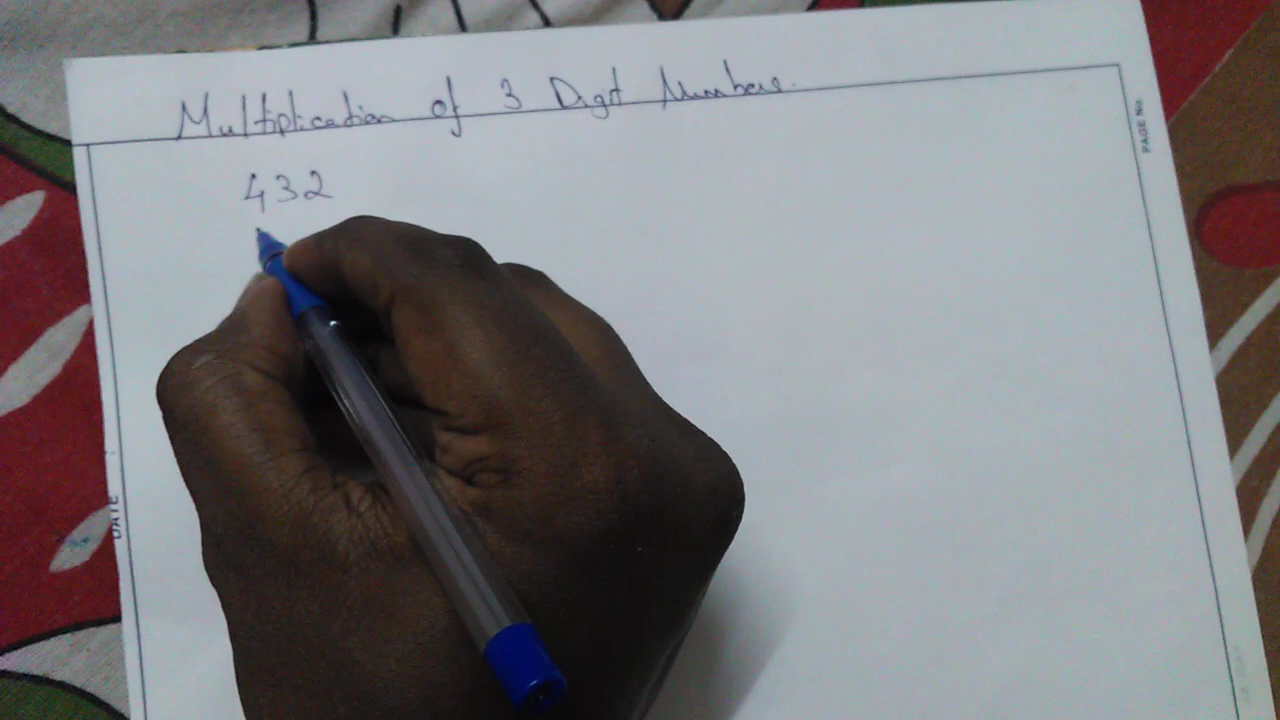 Multiplication of 3 Digit Numbers.
PAGE No.
432
DATE